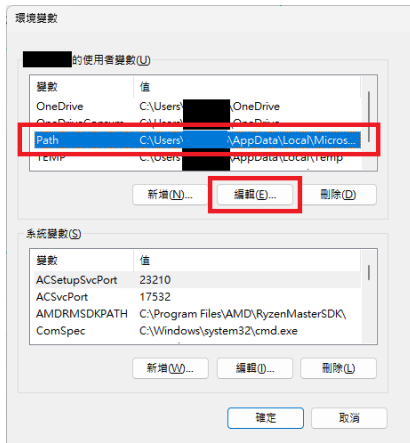 環境變數
的使用者變數(U)
變數 值
OneDrive C:\Users\ \OneDrive
OneDriveConsum C:\Users\ \OneDrive
Path C:\Users\ \AppData\Local\Micros...
TEMP C:\Users\ \AppData\Local\Temp
新增(N)... 編輯(E)... 刪除(D)
系統變數(S)
變數 值
ACSetupSvcPort 23210
ACSvcPort 17532
AMDRMSDKPATH C:\Program Files\AMD\RyzenMasterSDK\
ComSpec C:\Windows\system32\cmd.exe
新增(W)... 編輯(I)... 刪除(L)
確定 取消